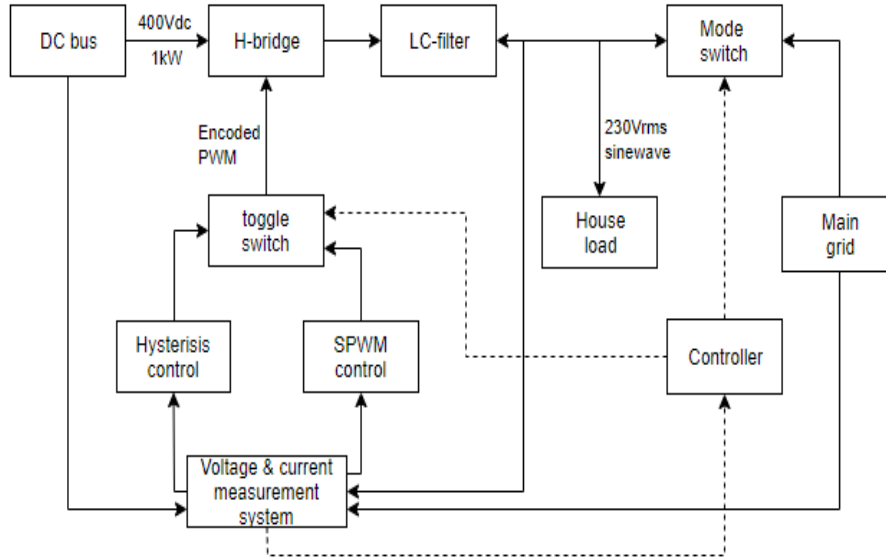 DC bus
400Vdc
1kW
H-bridge
LC-filter
Mode
switch
Encoded
PWM
230Vrms
sinewave
toggle
switch
House
load
Main
grid
Hysterisis
control
SPWM
control
Controller
Voltage & current
measurement
system